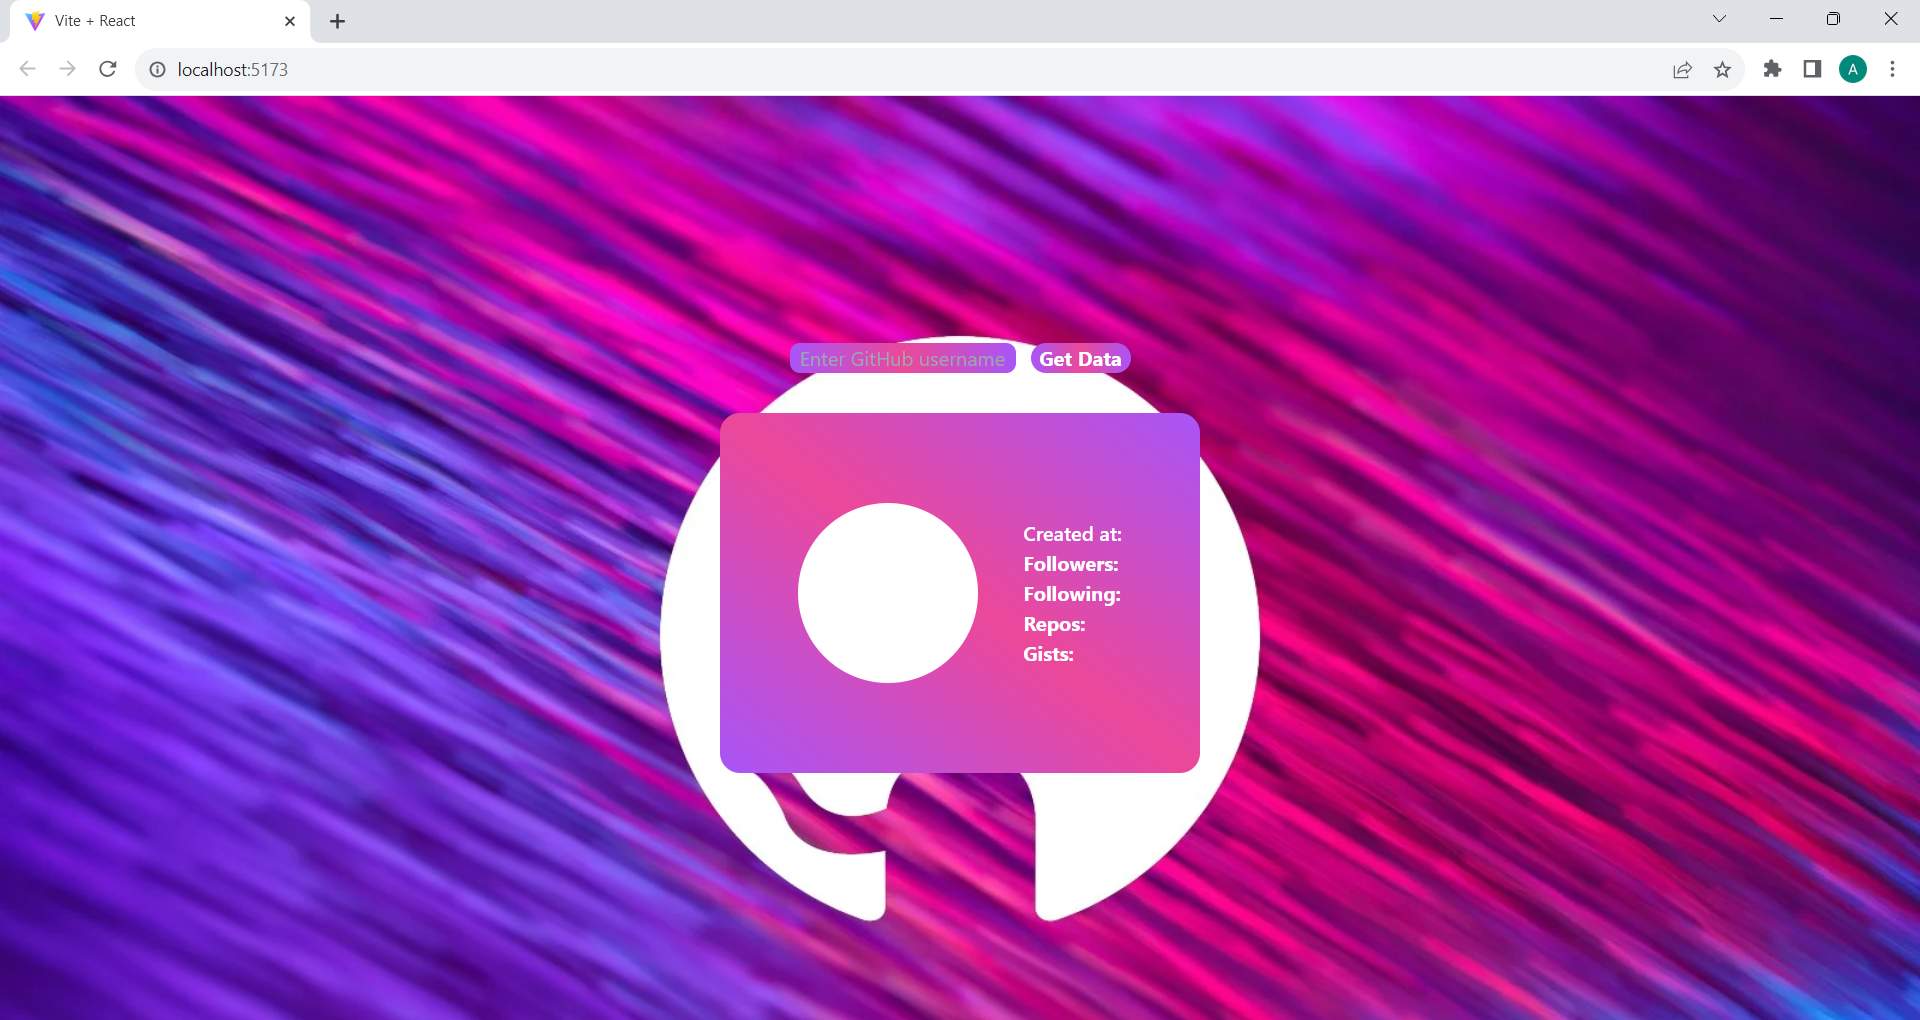 Vite + React
localhost:5173
A
Enter GitHub username
Get Data
Created at:
Followers:
Following:
Repos:
Gists: